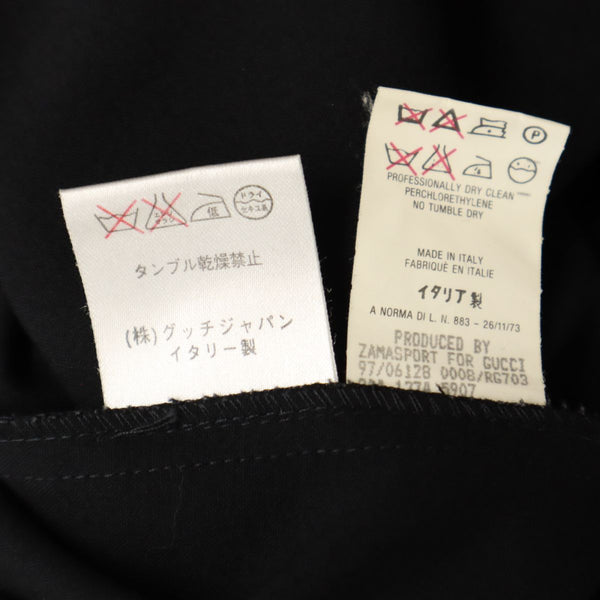 低
ドライ
セキユ系
タンブル乾燥禁止
(株)グッチジャパン
イタリー製
P
PROFESSIONALLY DRY CLEAN
PERCHLORETHYLENE
NO TUMBLE DRY
MADE IN ITALY
FABRIQUÉ EN ITALIE
イタリア製
A NORMA DI L. N. 883 - 26/11/73
PRODUCED BY
ZAMASPORT FOR GUCCI
97/06128 0008/RG703
5907